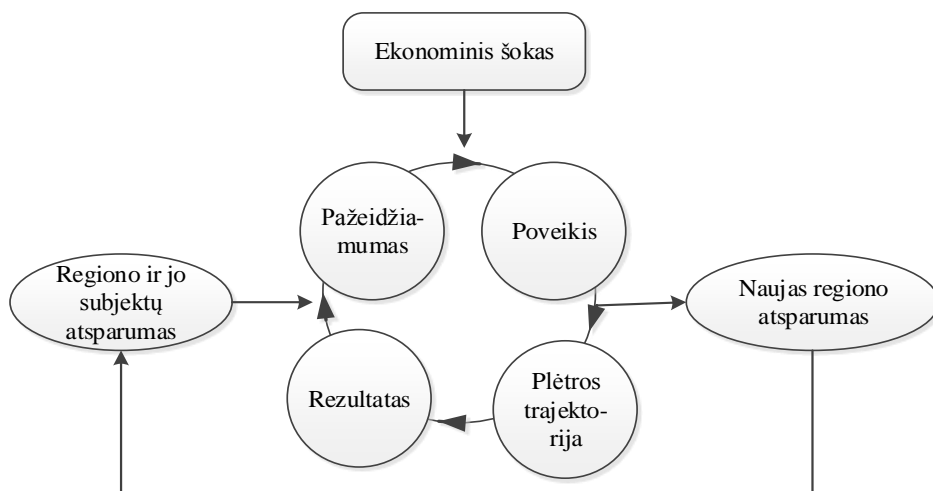 Ekonominis šokas
Pažeidžia-
mumas
Poveikis
Regiono ir jo
subjektų
atsparumas
Naujas regiono
atsparumas
Rezultatas
Plėtros
trajekto-
rija